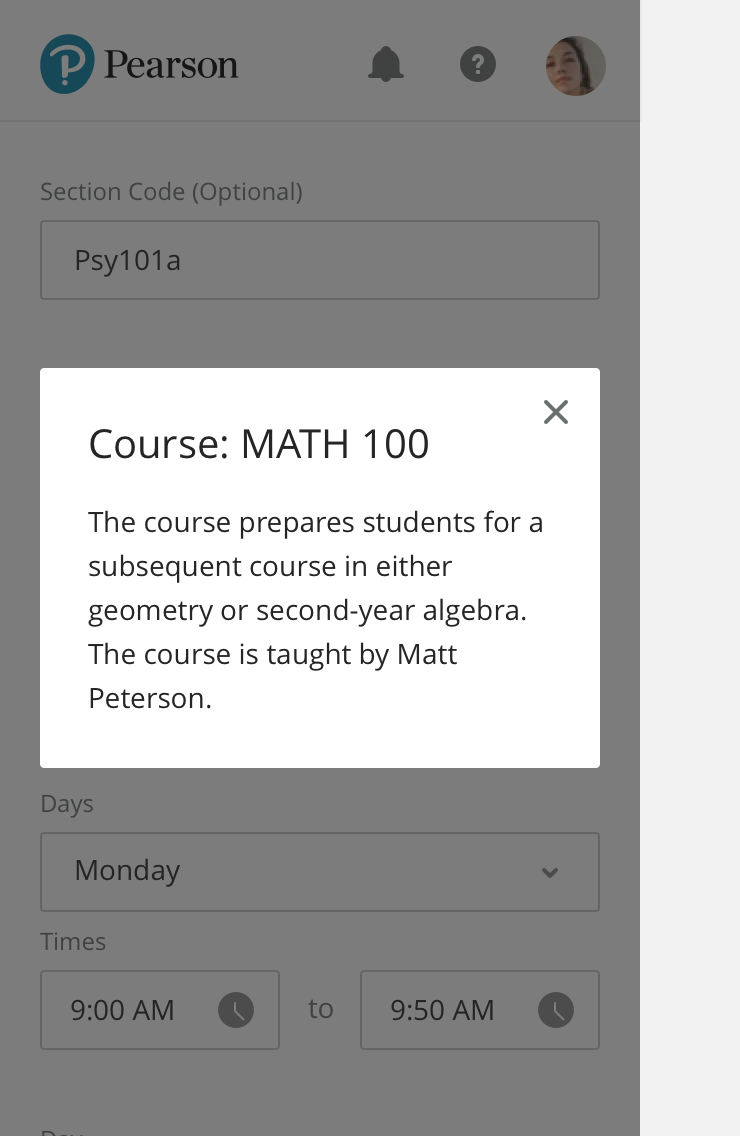 Pearson
Section Code (Optional)
Psy101a
Course: MATH 100
The course prepares students for a
subsequent course in either
geometry or second-year algebra.
The course is taught by Matt
Peterson.
Days
Monday
Times
9:00 AM to 9:50 AM